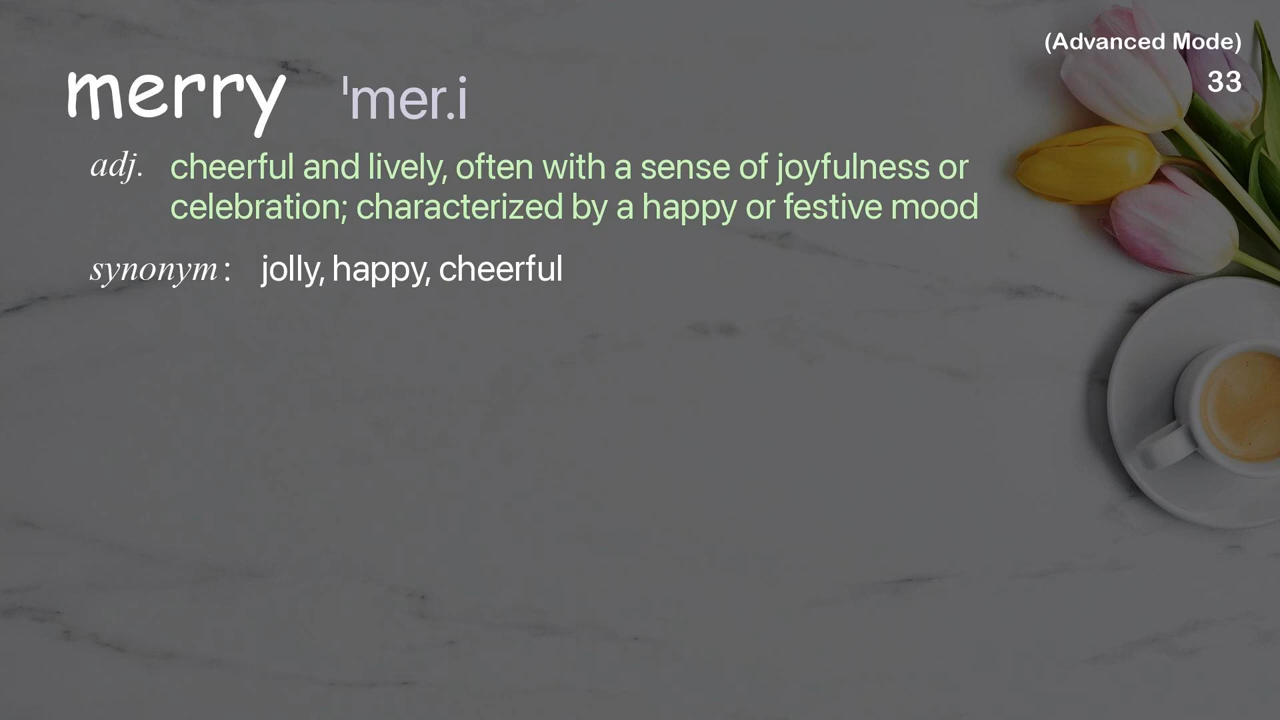 (Advanced Mode)
33
merry ˈmer.i
adj. cheerful and lively, often with a sense of joyfulness or
celebration; characterized by a happy or festive mood
synonym: jolly, happy, cheerful